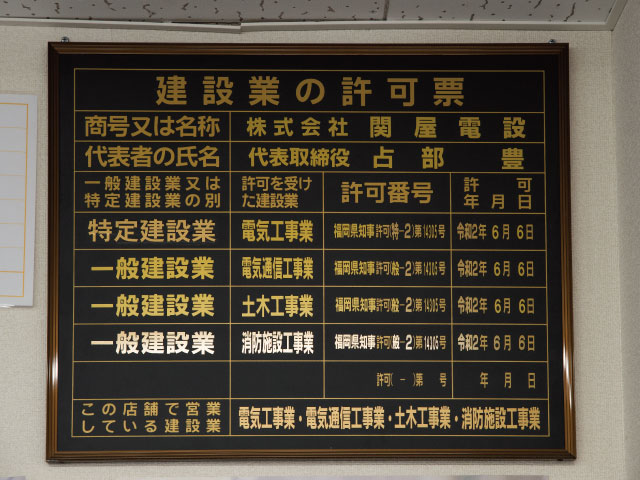 建設業の許可票
商号又は名称 株式会社 関屋電設
代表者の氏名 代表取締役 占部 豊
一般建設業又は特定建設業の別 許可を受けた建設業 許可番号 許可年月日
特定建設業 電気工事業 福岡県知事 許可(特-2)第14305号 令和2年 6月 6日
一般建設業 電気通信工事業 福岡県知事 許可(般-2)第14305号 令和2年 6月 6日
一般建設業 土木工事業 福岡県知事 許可(般-2)第14305号 令和2年 6月 6日
一般建設業 消防施設工事業 福岡県知事 許可(般-2)第14305号 令和2年 6月 6日
許可( - )第 号 年 月 日
この店舗で営業している建設業 電気工事業・電気通信工事業・土木工事業・消防施設工事業